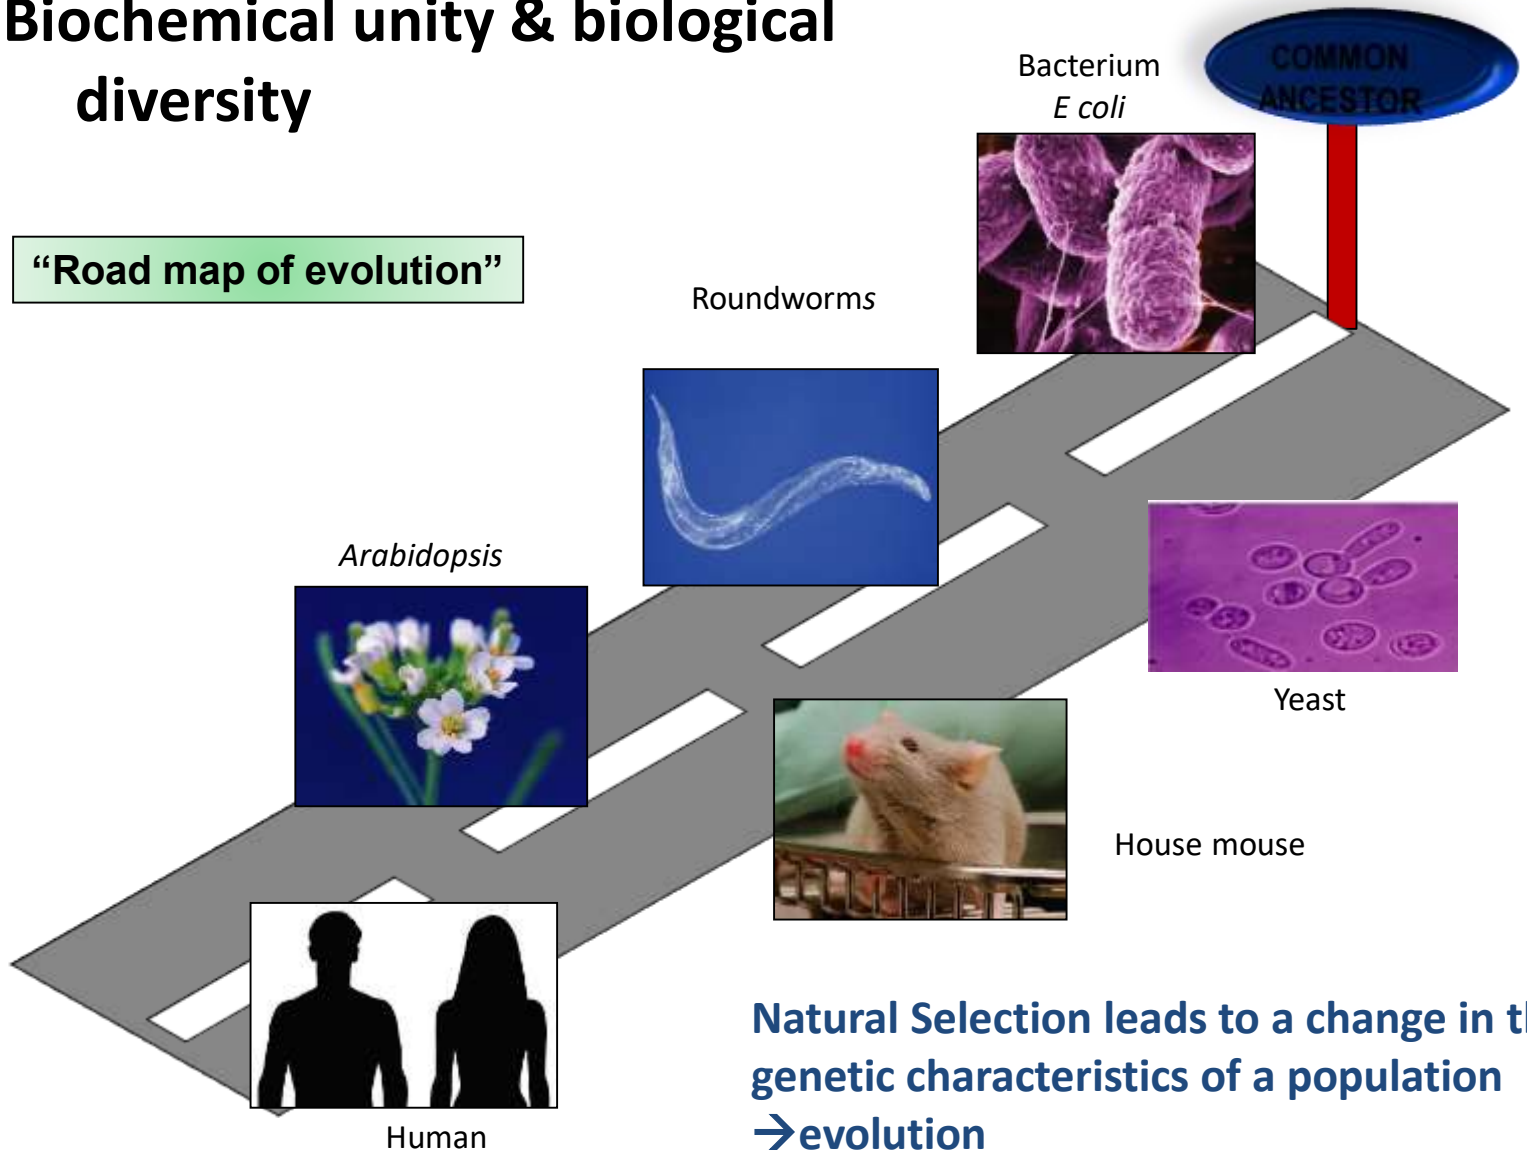 Biochemical unity & biological
diversity
Bacterium
E coli
COMMON
ANCESTOR
“Road map of evolution”
Roundworms
Arabidopsis
Yeast
House mouse
Natural Selection leads to a change in
genetic characteristics of a population
→evolution
Human